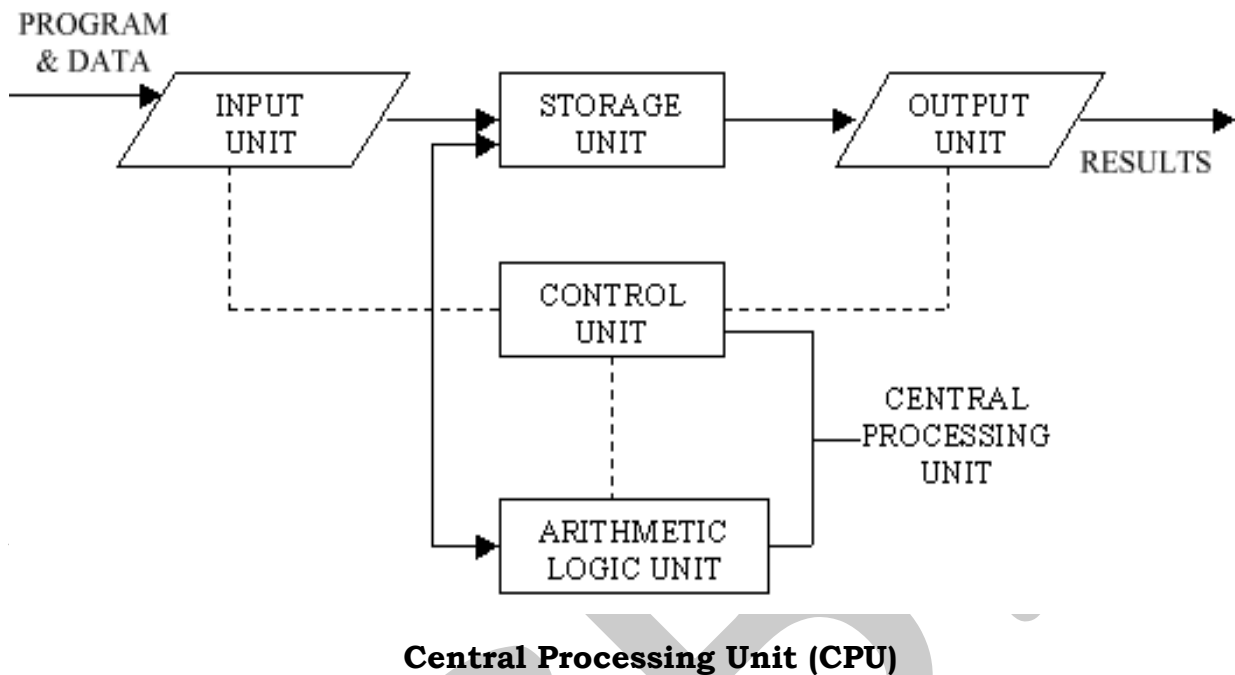 PROGRAM
& DATA
INPUT
UNIT
STORAGE
UNIT
OUTPUT
UNIT
RESULTS
CONTROL
UNIT
CENTRAL
PROCESSING
UNIT
ARITHMETIC
LOGIC UNIT
Central Processing Unit (CPU)